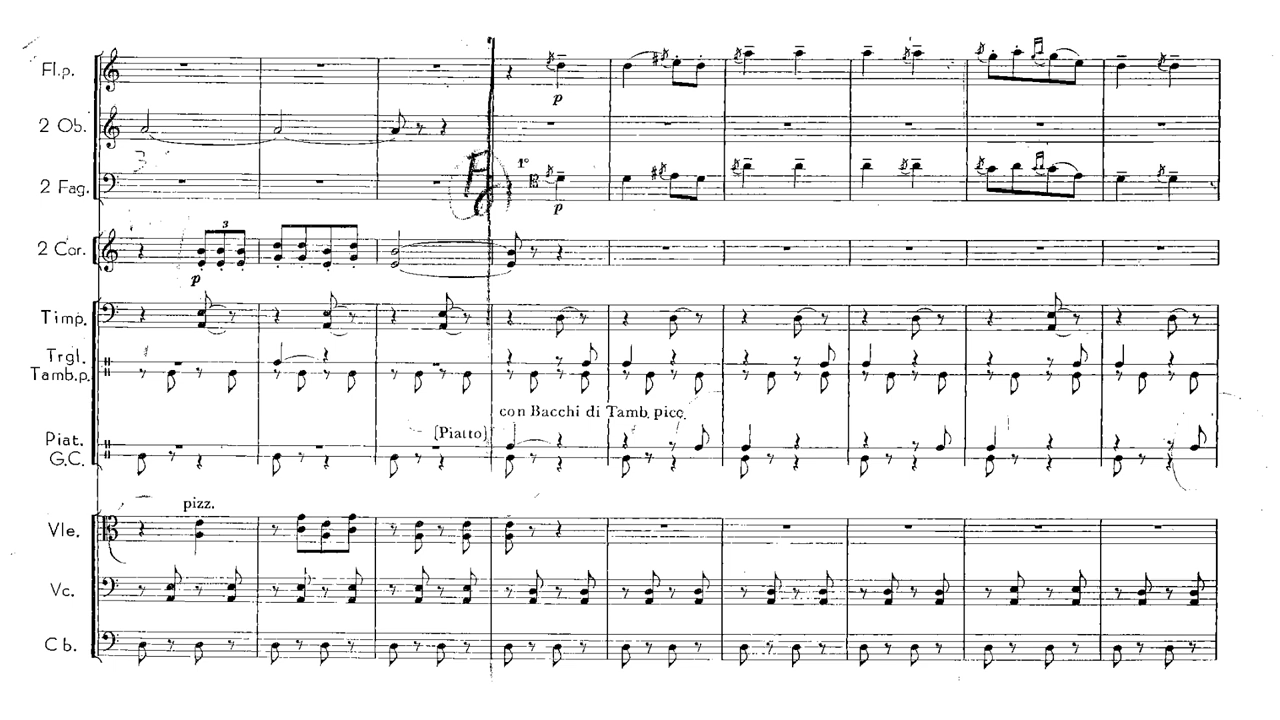 Fl.p.
p
2 Ob.
3
2 Fag.
1º
p
3
2 Cor.
p
Timp.
Trgl.
Tamb.p.
con Bacchi di Tamb. picc.
(Piatto)
Piat.
G.C.
pizz.
Vle.
Vc.
Cb.